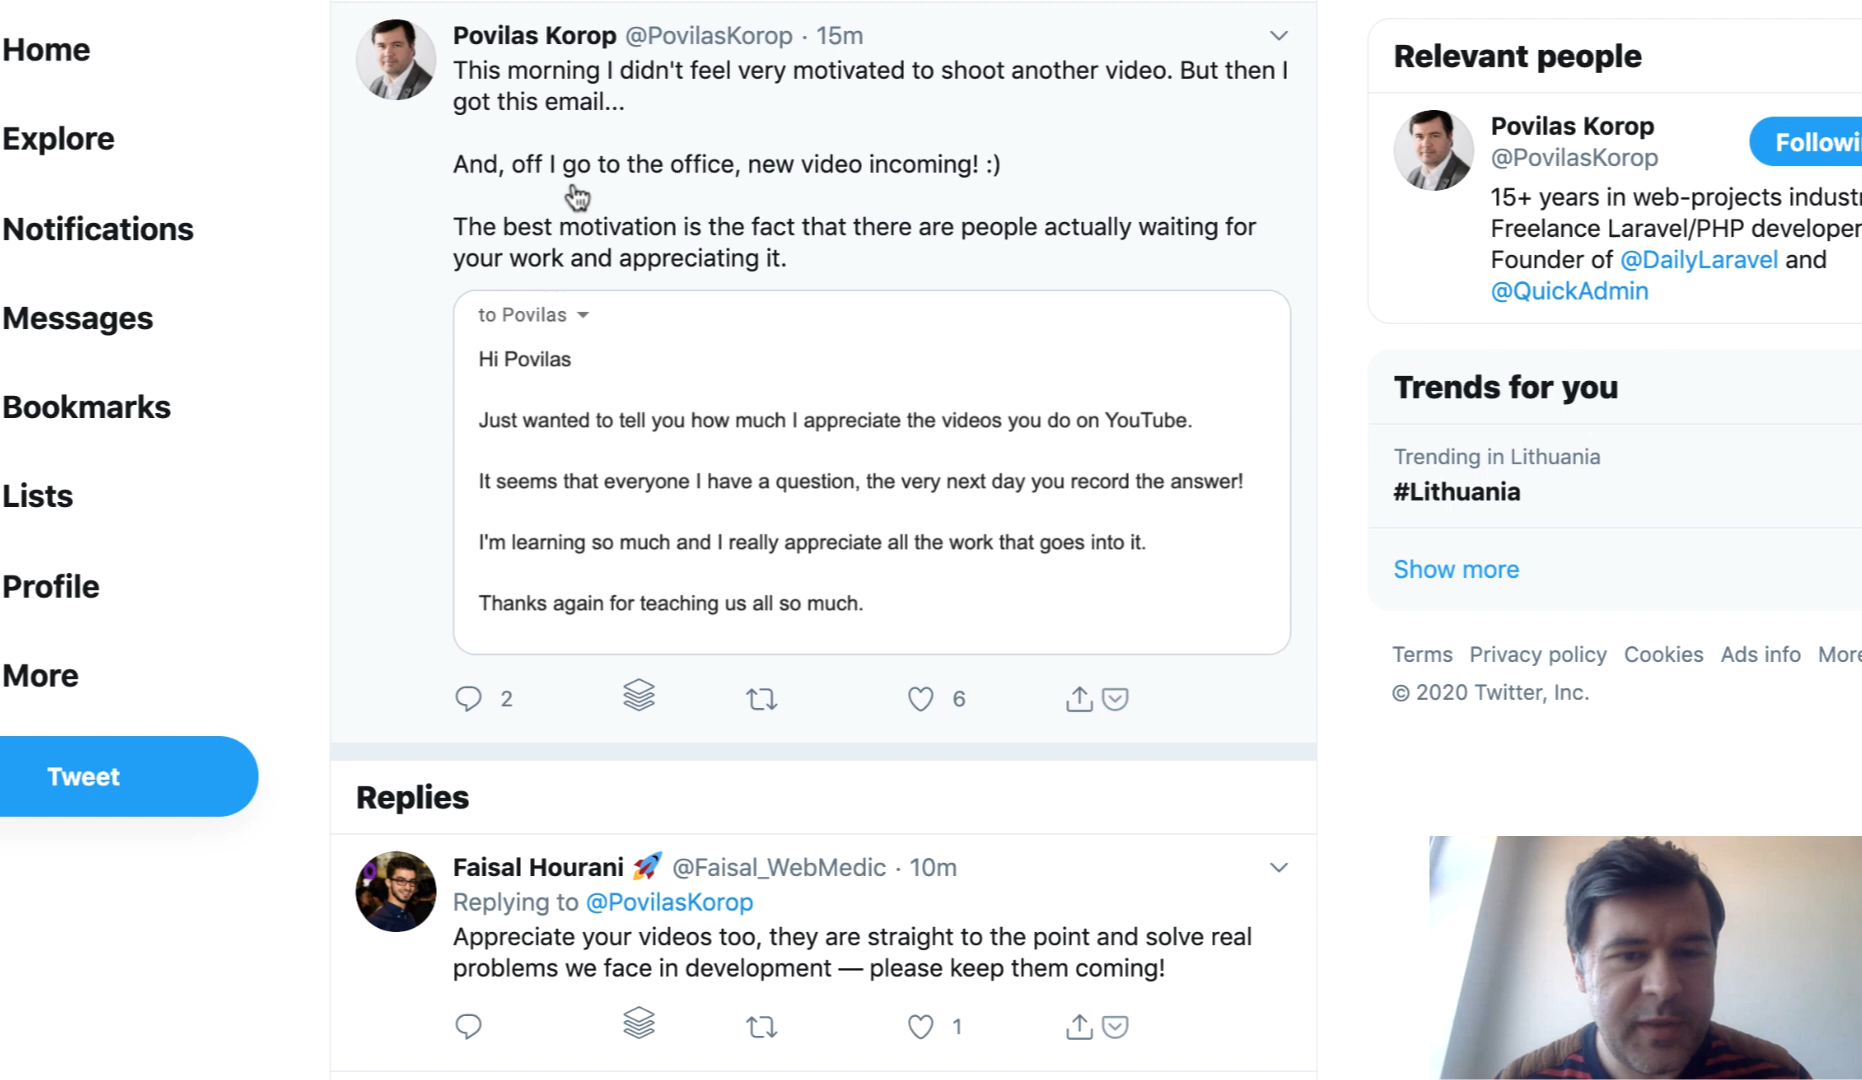 Home
Explore
Notifications
Messages
Bookmarks
Lists
Profile
More
Tweet
Povilas Korop @PovilasKorop · 15m
This morning I didn't feel very motivated to shoot another video. But then I
got this email...
And, off I go to the office, new video incoming! :)
The best motivation is the fact that there are people actually waiting for
your work and appreciating it.
to Povilas
Hi Povilas
Just wanted to tell you how much I appreciate the videos you do on YouTube.
It seems that everyone I have a question, the very next day you record the answer!
I'm learning so much and I really appreciate all the work that goes into it.
Thanks again for teaching us all so much.
2
6
Replies
Faisal Hourani 🚀 @Faisal_WebMedic · 10m
Replying to @PovilasKorop
Appreciate your videos too, they are straight to the point and solve real
problems we face in development — please keep them coming!
1
Relevant people
Povilas Korop
@PovilasKorop
Followi
15+ years in web-projects industr
Freelance Laravel/PHP developer
Founder of @DailyLaravel and
@QuickAdmin
Trends for you
Trending in Lithuania
#Lithuania
Show more
Terms Privacy policy Cookies Ads info More
© 2020 Twitter, Inc.